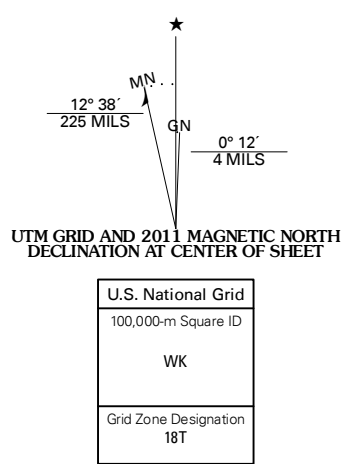 ★
MN
12° 38´
225 MILS
GN
0° 12´
4 MILS
UTM GRID AND 2011 MAGNETIC NORTH
DECLINATION AT CENTER OF SHEET
U.S. National Grid
100,000-m Square ID
WK
Grid Zone Designation
18T